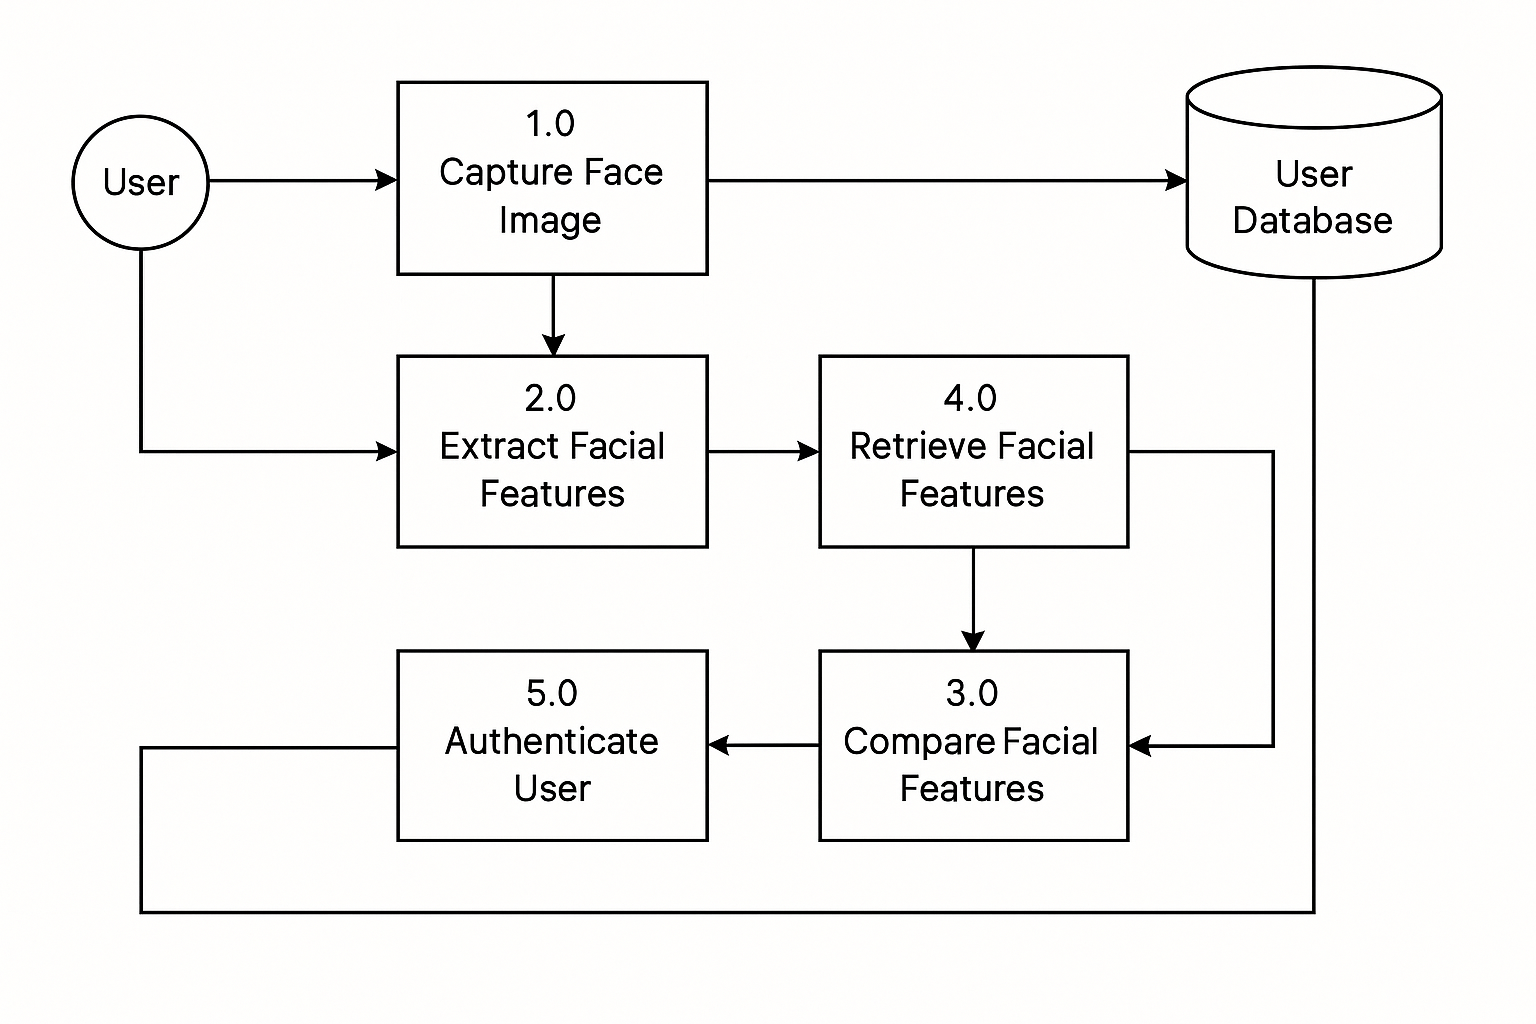 User
1.0
Capture Face
Image
User
Database
2.0
Extract Facial
Features
4.0
Retrieve Facial
Features
5.0
Authenticate
User
3.0
Compare Facial
Features